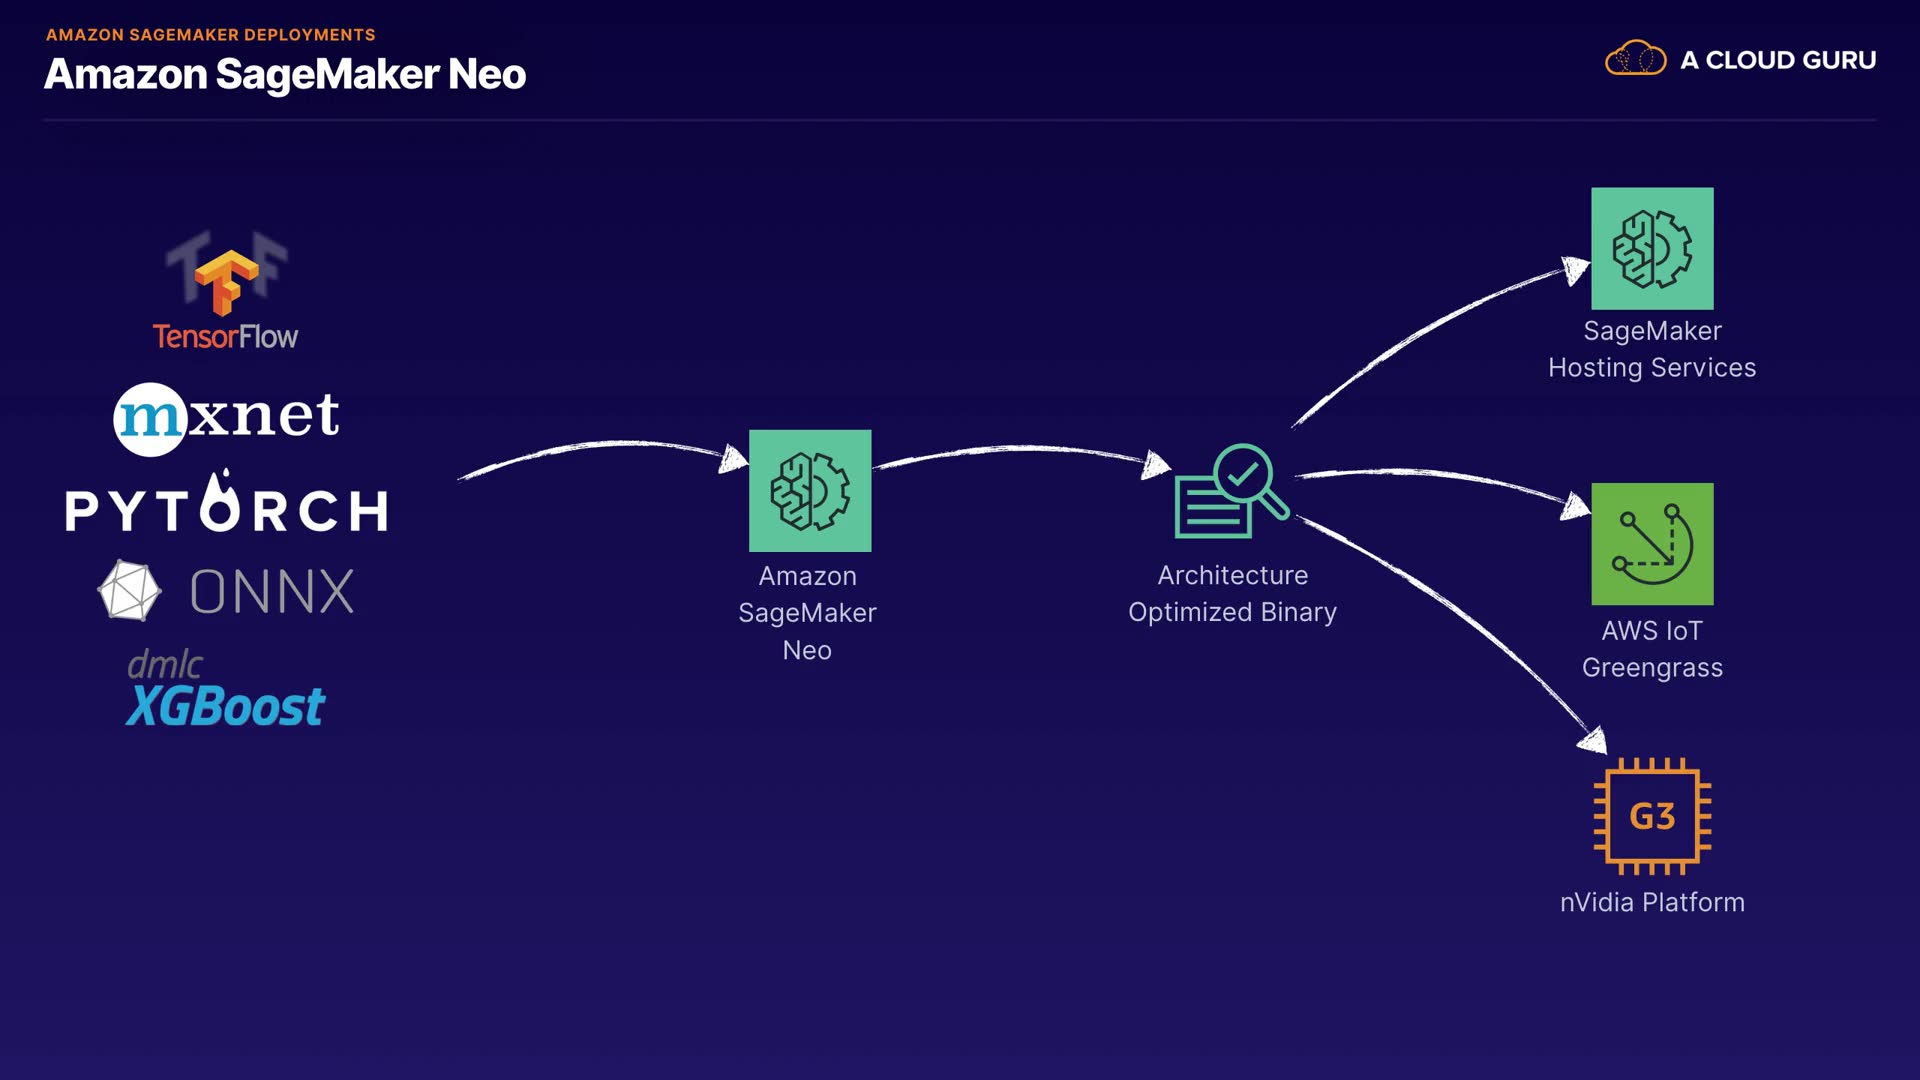 AMAZON SAGEMAKER DEPLOYMENTS
Amazon SageMaker Neo
A CLOUD GURU
TF
TensorFlow
mxnet
PYTORCH
ONNX
dmlc
XGBoost
Amazon
SageMaker
Neo
Architecture
Optimized Binary
SageMaker
Hosting Services
AWS IoT
Greengrass
G3
nVidia Platform